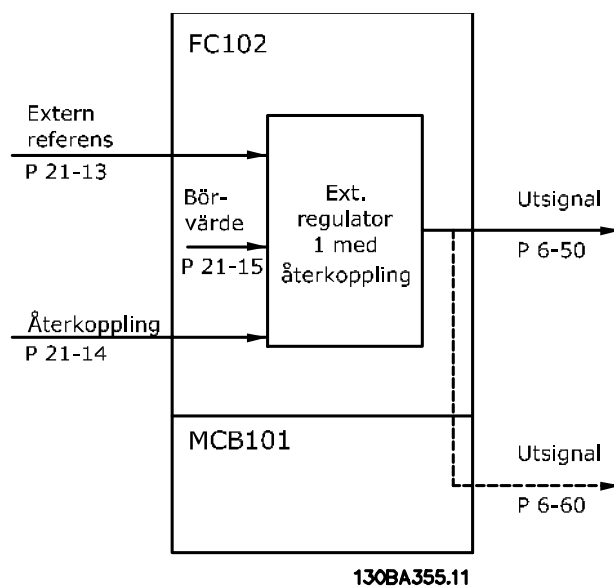 FC102
Extern
referens
P 21-13
Bör-
värde
P 21-15
Ext.
regulator
1 med
återkoppling
Utsignal
P 6-50
Återkoppling
P 21-14
MCB101
Utsignal
P 6-60
130BA355.11